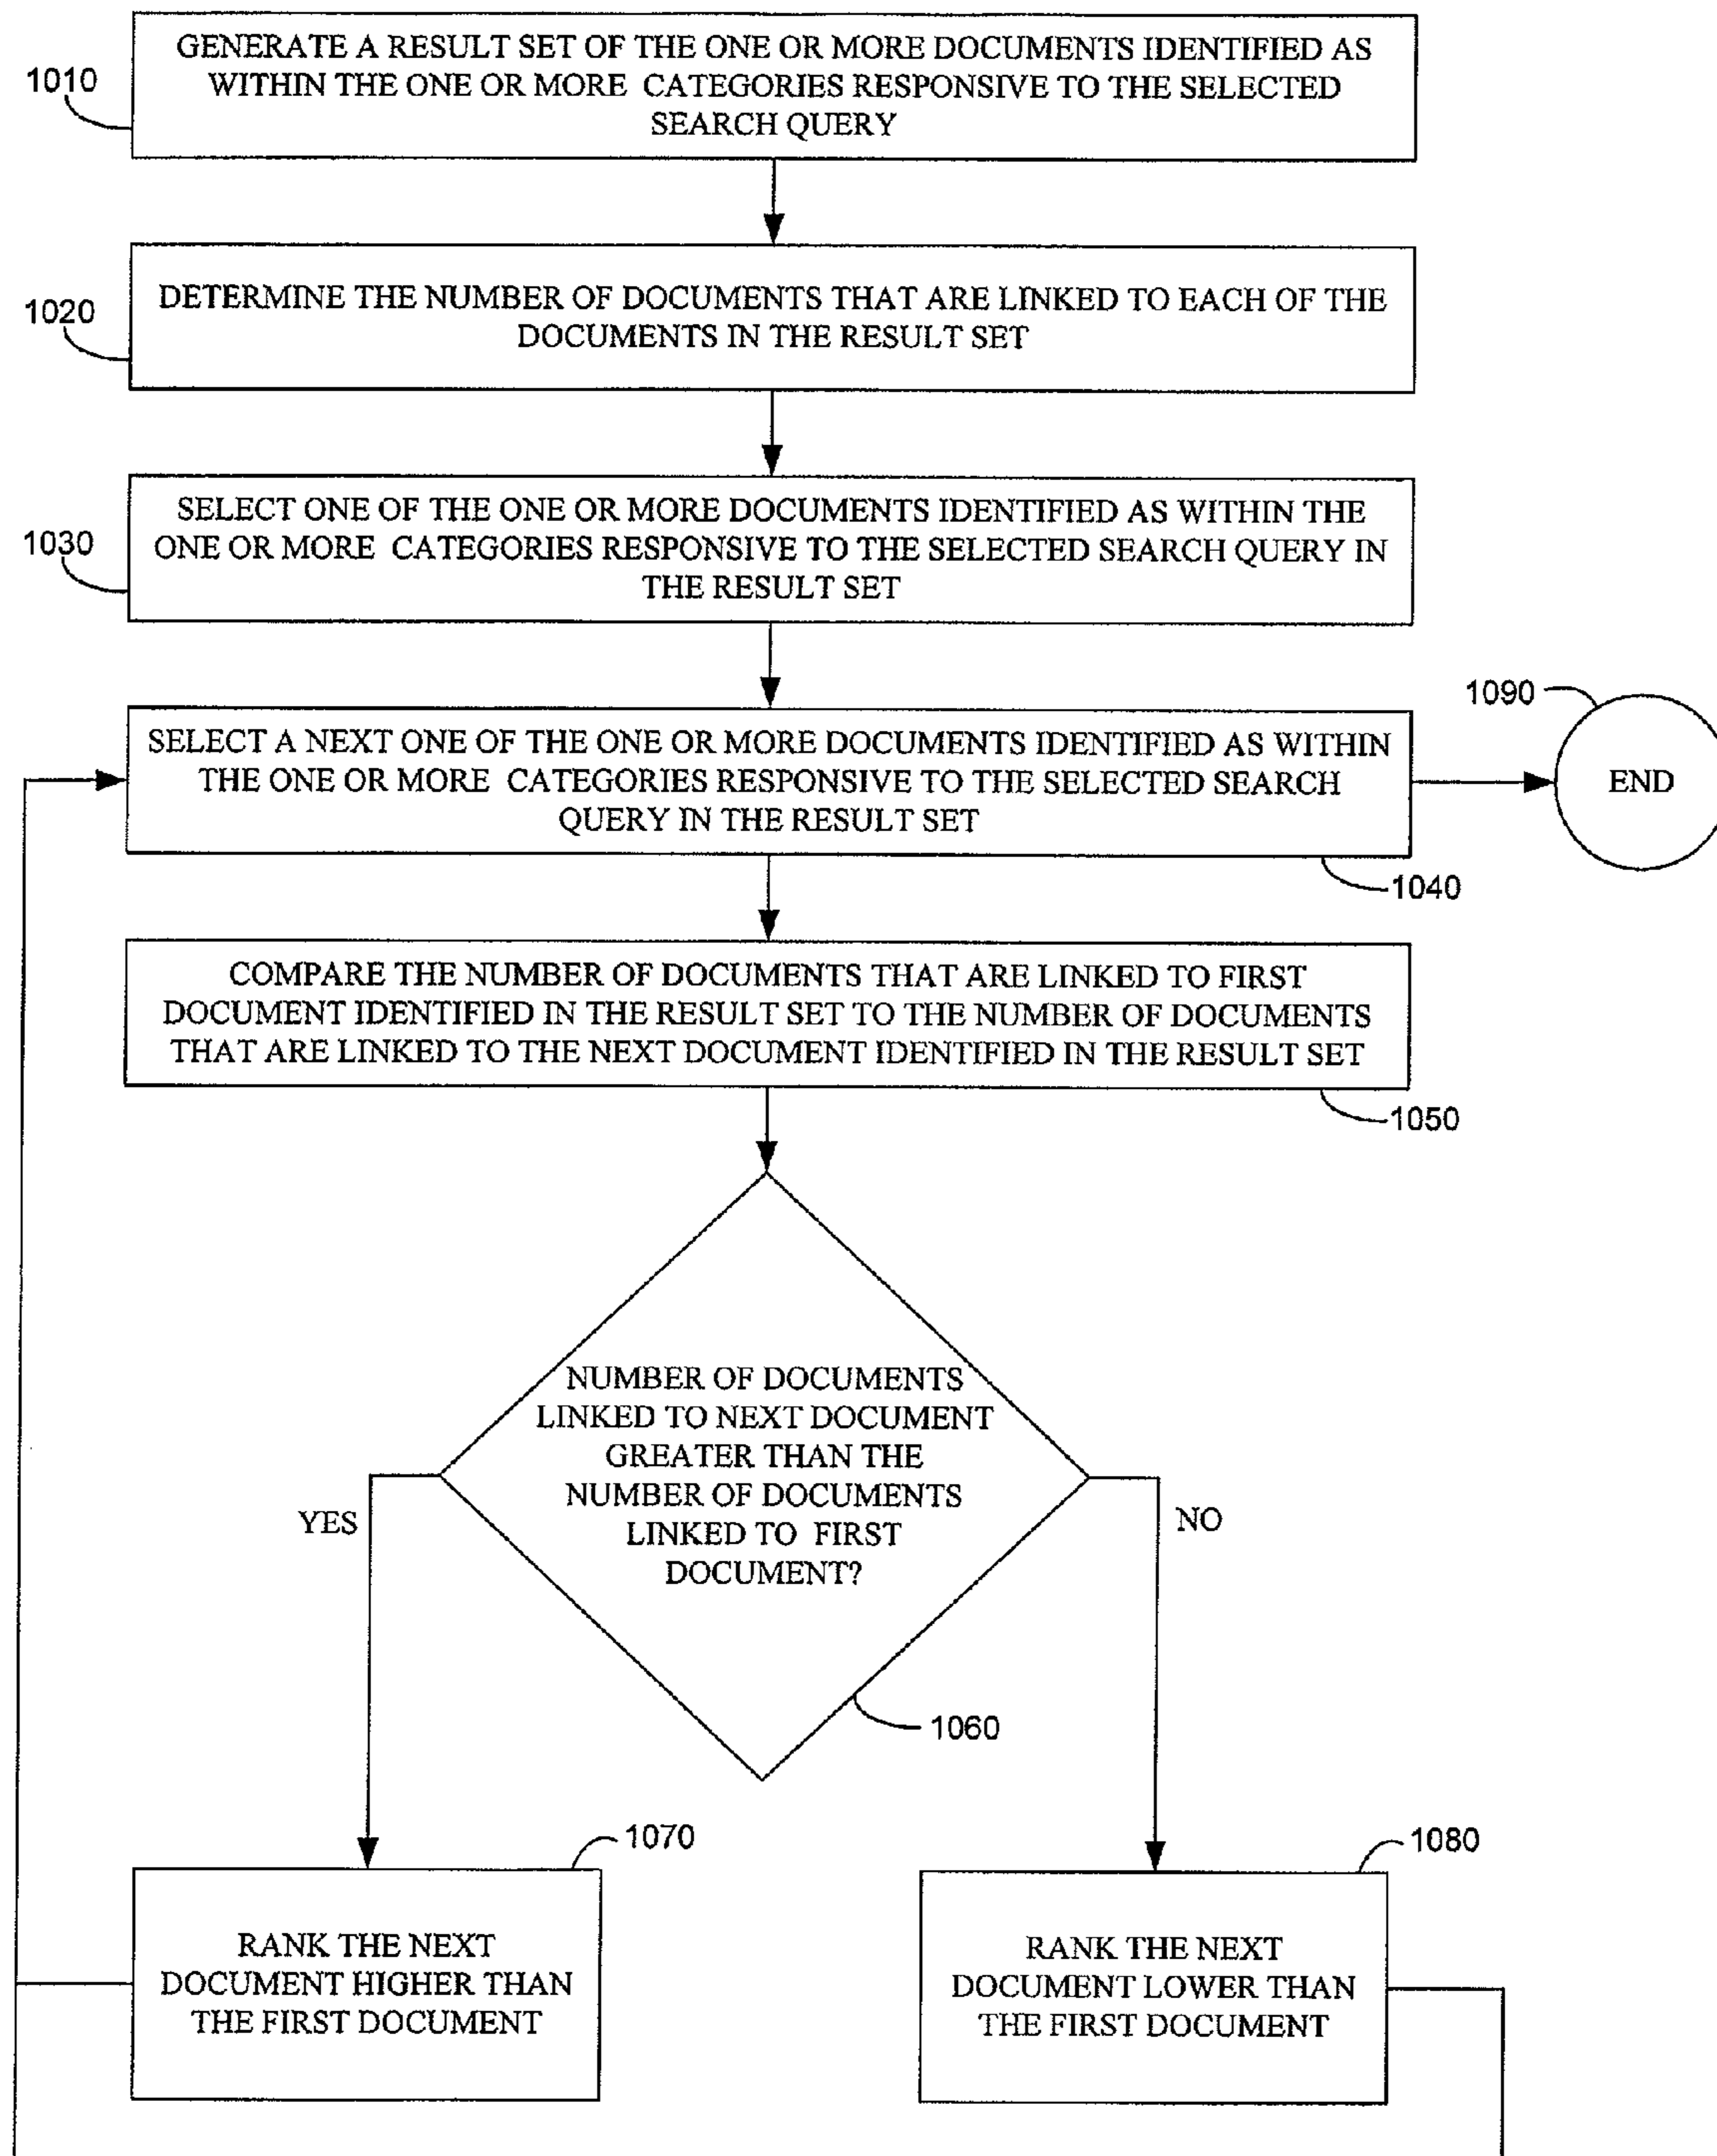 GENERATE A RESULT SET OF THE ONE OR MORE DOCUMENTS IDENTIFIED AS
WITHIN THE ONE OR MORE CATEGORIES RESPONSIVE TO THE SELECTED
SEARCH QUERY
1010
DETERMINE THE NUMBER OF DOCUMENTS THAT ARE LINKED TO EACH OF THE
DOCUMENTS IN THE RESULT SET
1020
SELECT ONE OF THE ONE OR MORE DOCUMENTS IDENTIFIED AS WITHIN THE
ONE OR MORE CATEGORIES RESPONSIVE TO THE SELECTED SEARCH QUERY IN
THE RESULT SET
1030
SELECT A NEXT ONE OF THE ONE OR MORE DOCUMENTS IDENTIFIED AS WITHIN
THE ONE OR MORE CATEGORIES RESPONSIVE TO THE SELECTED SEARCH
QUERY IN THE RESULT SET
1040
1090
END
COMPARE THE NUMBER OF DOCUMENTS THAT ARE LINKED TO FIRST
DOCUMENT IDENTIFIED IN THE RESULT SET TO THE NUMBER OF DOCUMENTS
THAT ARE LINKED TO THE NEXT DOCUMENT IDENTIFIED IN THE RESULT SET
1050
NUMBER OF DOCUMENTS
LINKED TO NEXT DOCUMENT
GREATER THAN THE
NUMBER OF DOCUMENTS
LINKED TO FIRST
DOCUMENT?
YES
NO
1060
1070
RANK THE NEXT
DOCUMENT HIGHER THAN
THE FIRST DOCUMENT
1080
RANK THE NEXT
DOCUMENT LOWER THAN
THE FIRST DOCUMENT